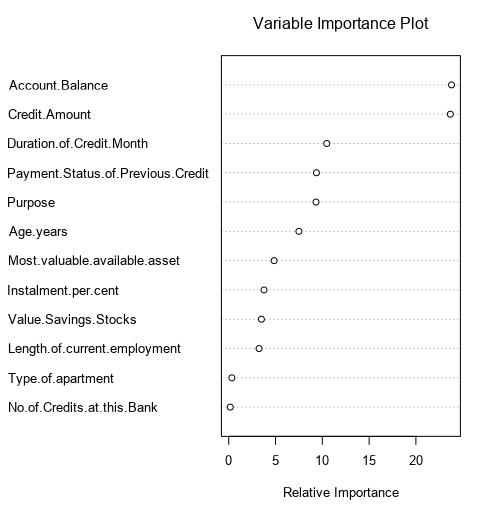 Variable Importance Plot
Account.Balance
Credit.Amount
Duration.of.Credit.Month
Payment.Status.of.Previous.Credit
Purpose
Age.years
Most.valuable.available.asset
Instalment.per.cent
Value.Savings.Stocks
Length.of.current.employment
Type.of.apartment
No.of.Credits.at.this.Bank
0 5 10 15 20
Relative Importance